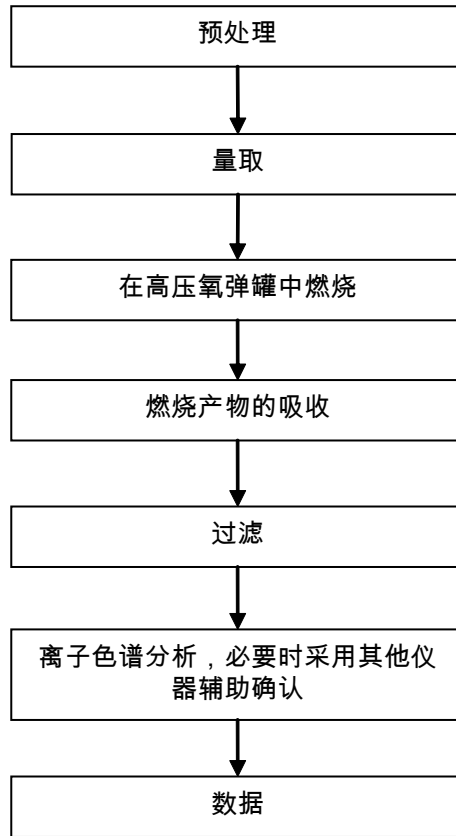 预处理
量取
在高压氧弹罐中燃烧
燃烧产物的吸收
过滤
离子色谱分析，必要时采用其他仪
器辅助确认
数据